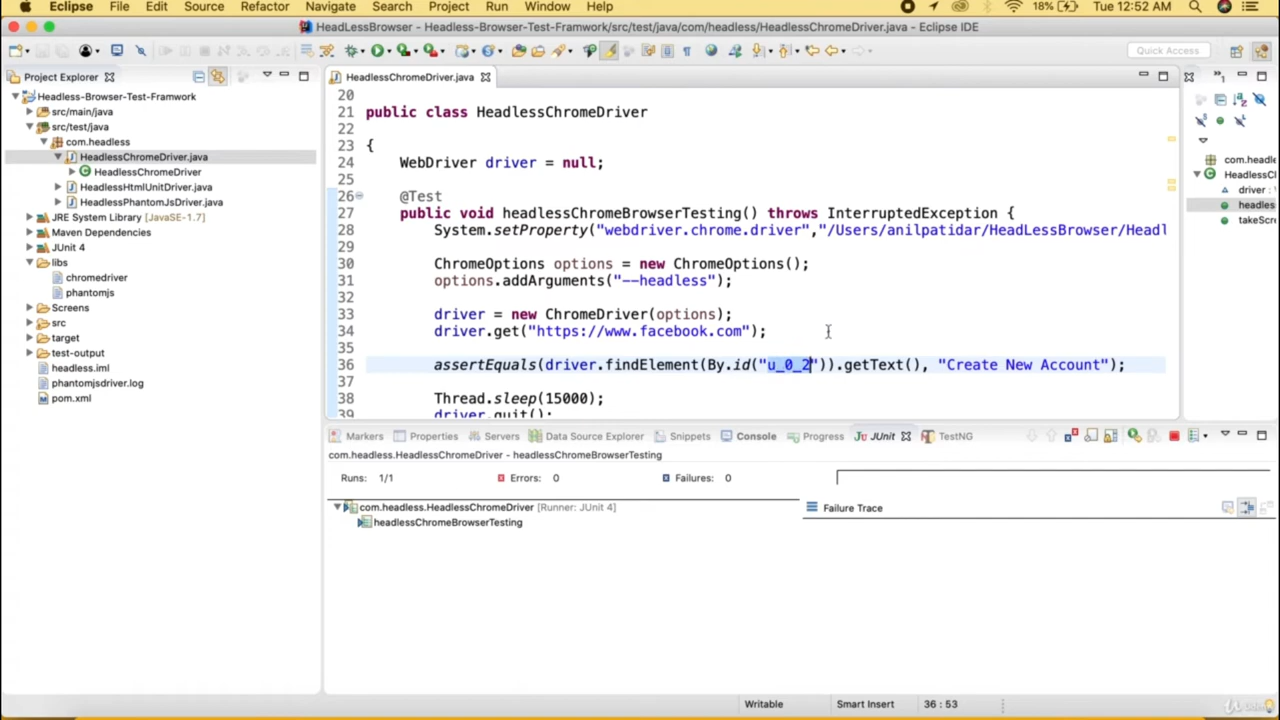 Eclipse File Edit Source Refactor Navigate Search Project Run Window Help 18% Tue 12:52 AM
HeadLessBrowser - Headless-Browser-Test-Framwork/src/test/java/com/headless/HeadlessChromeDriver.java - Eclipse IDE
Quick Access
Project Explorer
Headless-Browser-Test-Framwork
src/main/java
src/test/java
com.headless
HeadlessChromeDriver.java
HeadlessChromeDriver
HeadlessHtmlUnitDriver.java
HeadlessPhantomJsDriver.java
JRE System Library [JavaSE-1.7]
Maven Dependencies
JUnit 4
libs
chromedriver
phantomjs
Screens
src
target
test-output
headless.iml
phantomjsdriver.log
pom.xml
HeadlessChromeDriver.java
20
21 public class HeadlessChromeDriver
22
23 {
24 WebDriver driver = null;
25
26 @Test
27 public void headlessChromeBrowserTesting() throws InterruptedException {
28 System.setProperty("webdriver.chrome.driver","/Users/anilpatidar/HeadLessBrowser/Headl
29
30 ChromeOptions options = new ChromeOptions();
31 options.addArguments("--headless");
32
33 driver = new ChromeDriver(options);
34 driver.get("https://www.facebook.com");
35
36 assertEquals(driver.findElement(By.id("u_0_2")).getText(), "Create New Account");
37
38 Thread.sleep(15000);
39 driver.quit();
com.headl
HeadlessCl
driver :
headles
takeScr
Markers Properties Servers Data Source Explorer Snippets Console Progress JUnit TestNG
com.headless.HeadlessChromeDriver - headlessChromeBrowserTesting
Runs: 1/1 Errors: 0 Failures: 0
com.headless.HeadlessChromeDriver [Runner: JUnit 4]
headlessChromeBrowserTesting
Failure Trace
Writable Smart Insert 36 : 53